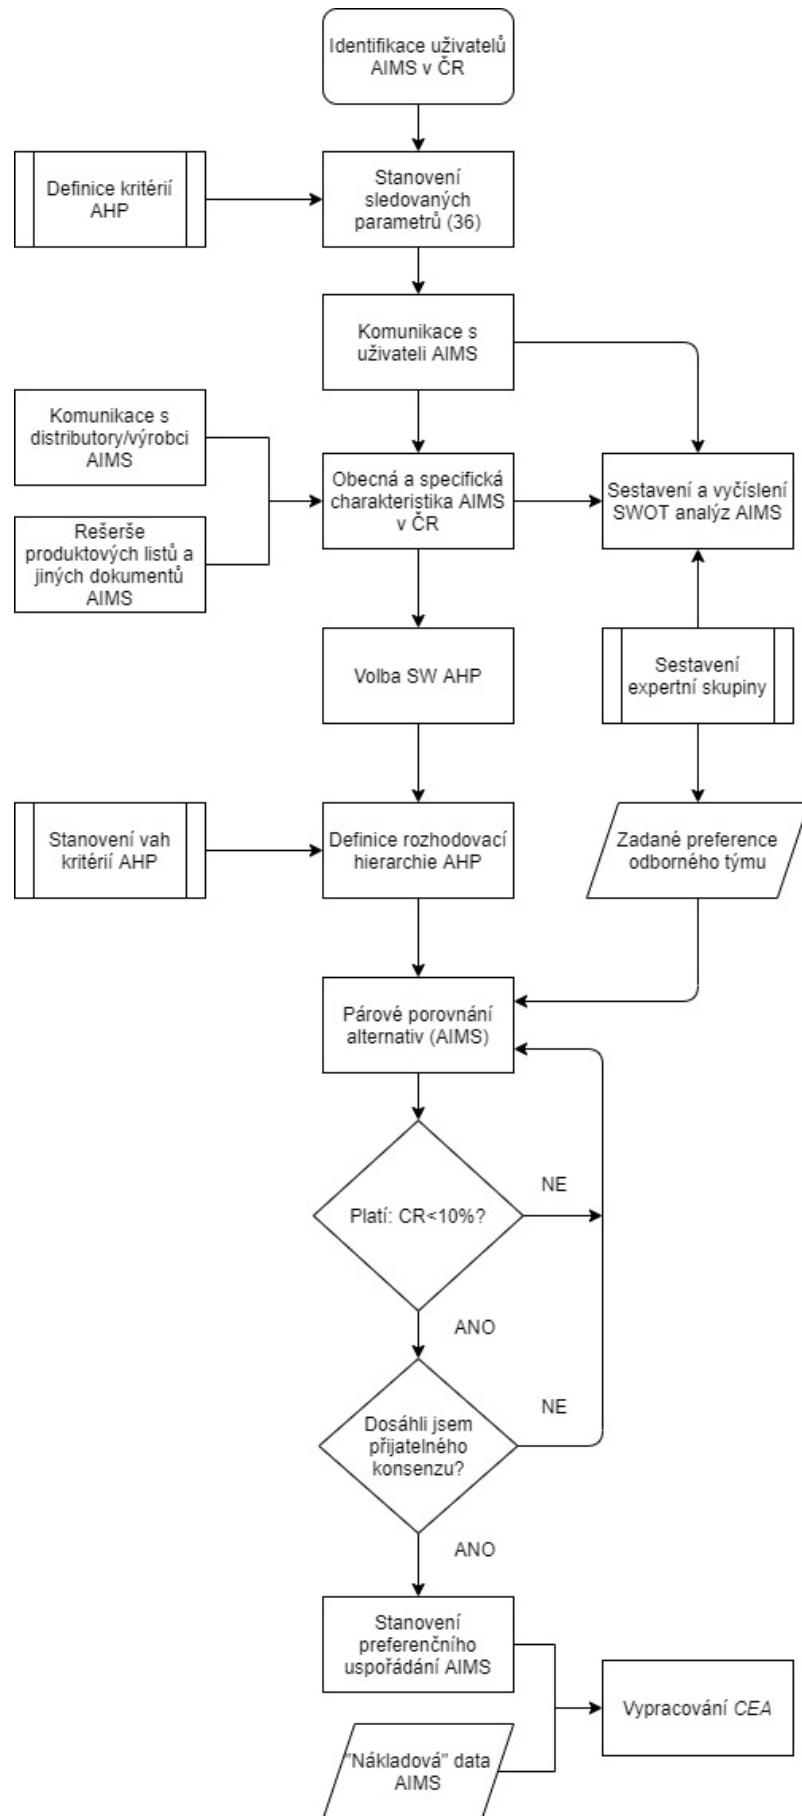 Identifikace uživatelů
AIMS v ČR
Definice kritérií
AHP
Stanovení
sledovaných
parametrů (36)
Komunikace s
uživateli AIMS
Komunikace s
distributory/výrobci
AIMS
Obecná a specifická
charakteristika AIMS
v ČR
Sestavení a vyčíslení
SWOT analýz AIMS
Rešerše
produktových listů a
jiných dokumentů
AIMS
Volba SW AHP
Sestavení
expertní skupiny
Stanovení vah
kritérií AHP
Definice rozhodovací
hierarchie AHP
Zadané preference
odborného týmu
Párové porovnání
alternativ (AIMS)
NE
Platí: CR<10%?
ANO
NE
Dosáhli jsem
přijatelného
konsenzu?
ANO
Stanovení
preferenčního
uspořádání AIMS
Vypracování CEA
"Nákladová" data
AIMS